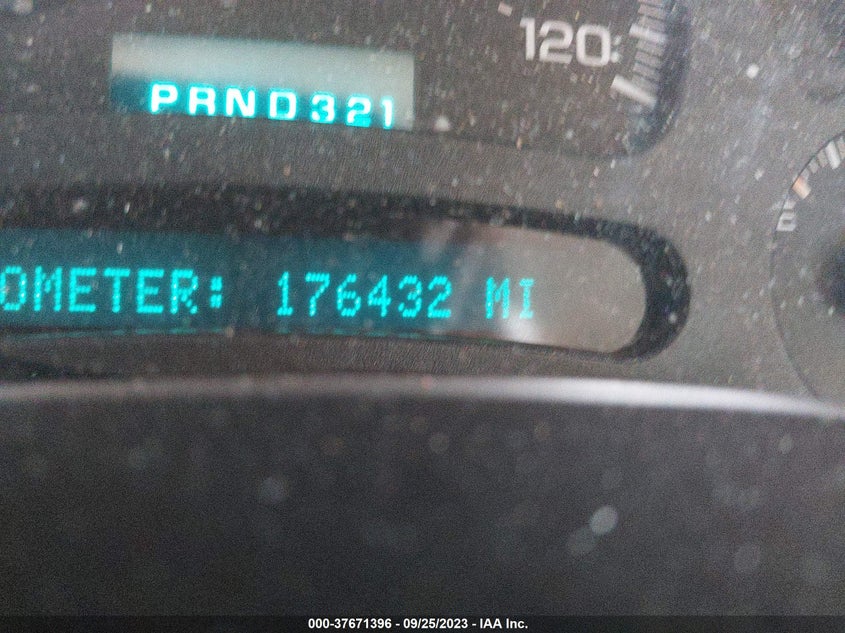 120
PRND321
OMETER: 176432 MI
000-37671396 - 09/25/2023 - IAA Inc.